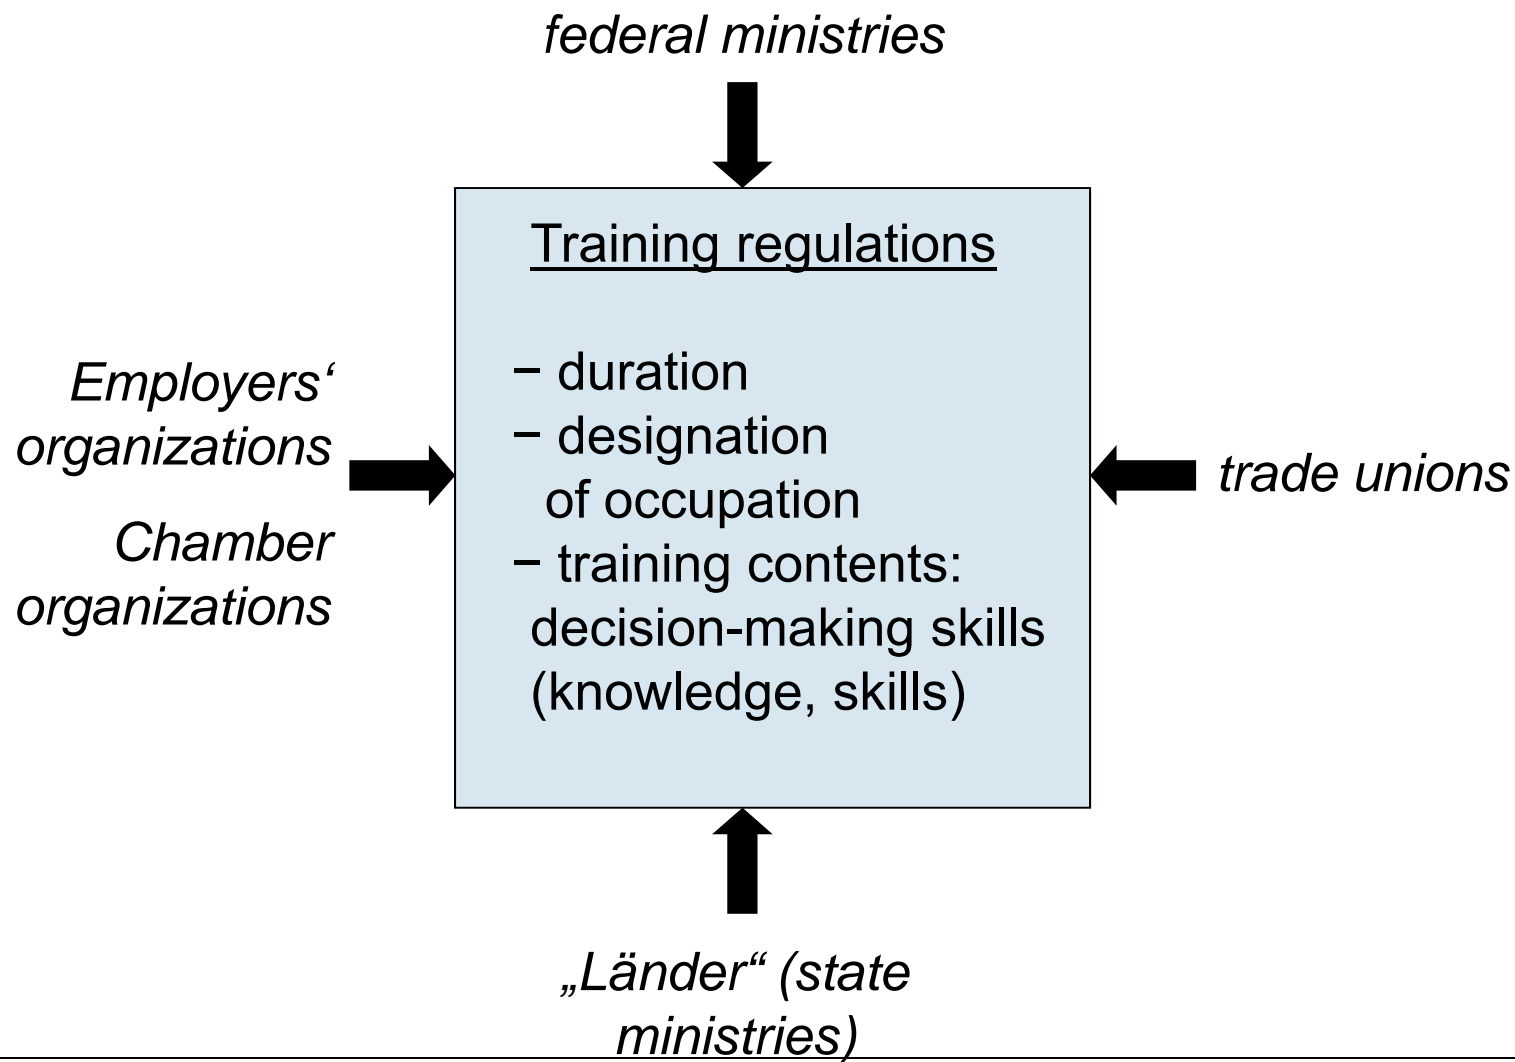 federal ministries
Training regulations
− duration
− designation
of occupation
− training contents:
decision-making skills
(knowledge, skills)
Employers‘
organizations
Chamber
organizations
trade unions
„Länder“ (state
ministries)